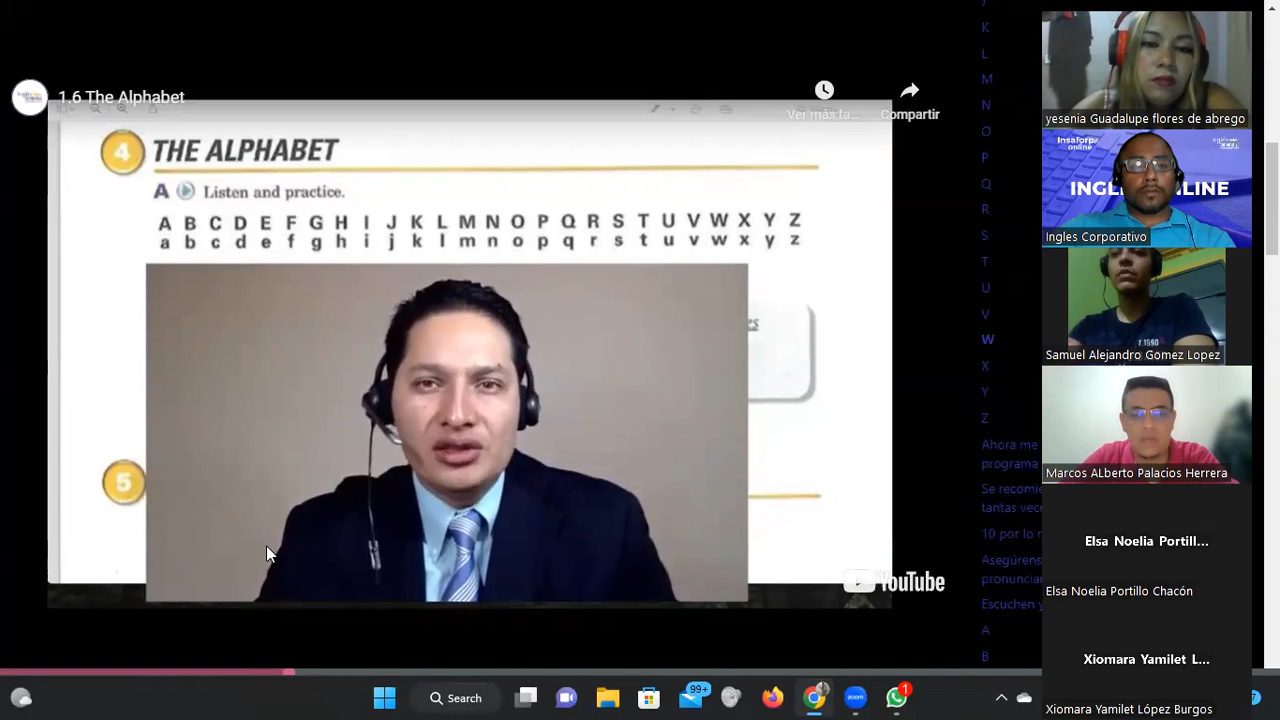 1.6 The Alphabet
Ver más ta...
Compartir
4 THE ALPHABET
A Listen and practice.
A B C D E F G H I J K L M N O P Q R S T U V W X Y Z
a b c d e f g h i j k l m n o p q r s t u v w x y z
5
YouTube
J
K
L
M
N
O
P
Q
R
S
T
U
V
W
X
Y
Z
Ahora me
programa
Se recomie
tantas vece
10 por lo
Asegúrens
pronunciar
Escuchen y
A
B
yesenia Guadalupe flores de abrego
Insaforp
online
INGL ONLINE
Ingles Corporativo
Samuel Alejandro Gomez Lopez
Marcos ALberto Palacios Herrera
Elsa Noelia Portill...
Elsa Noelia Portillo Chacón
Xiomara Yamilet L...
Xiomara Yamilet López Burgos
Search
99+
1